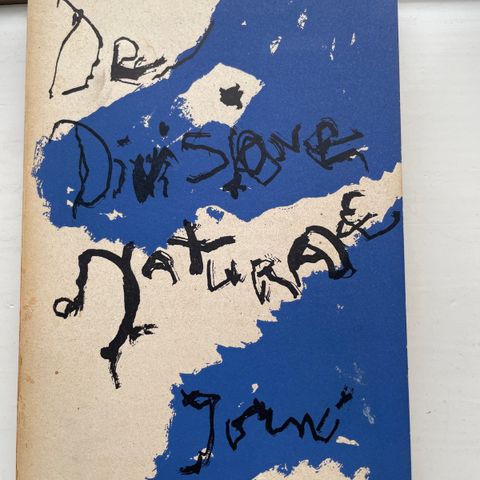 De
Divisione
Naturae
Jorn